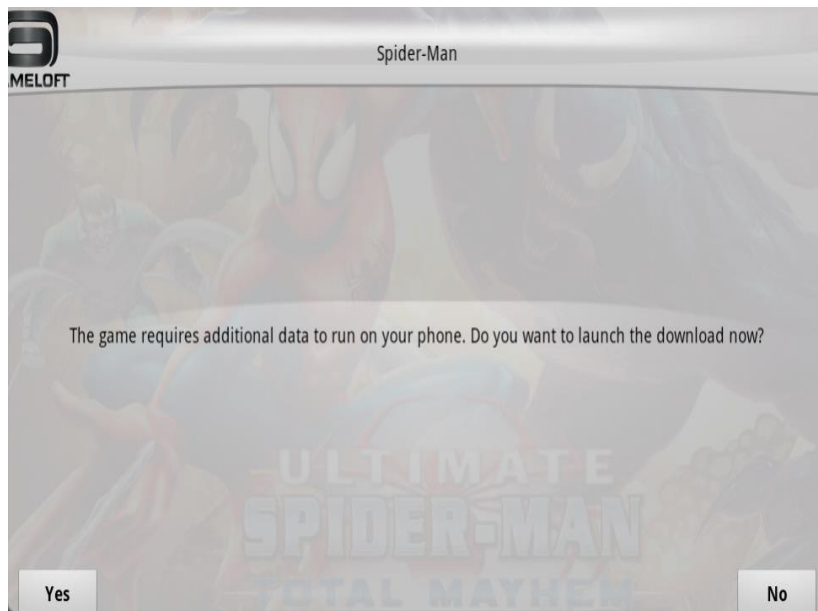 Spider-Man
MELOFT
The game requires additional data to run on your phone. Do you want to launch the download now?
ULTIMATE
SPIDER-MAN
TOTAL MAYHEM
Yes
No